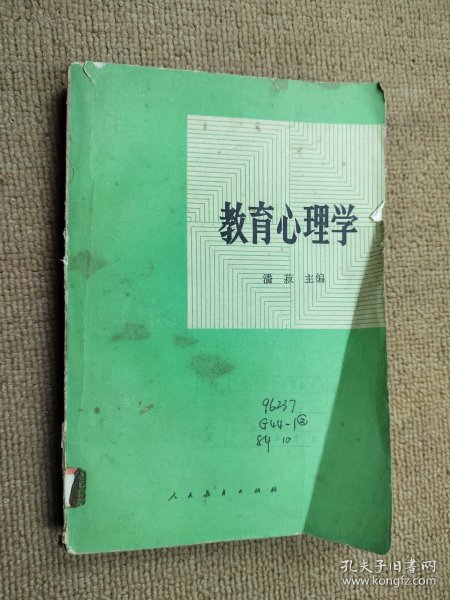 教育心理学
潘菽 主编
96237
G44-1②
84 10
人民教育出版社
孔夫子旧书网
www.kongfz.com